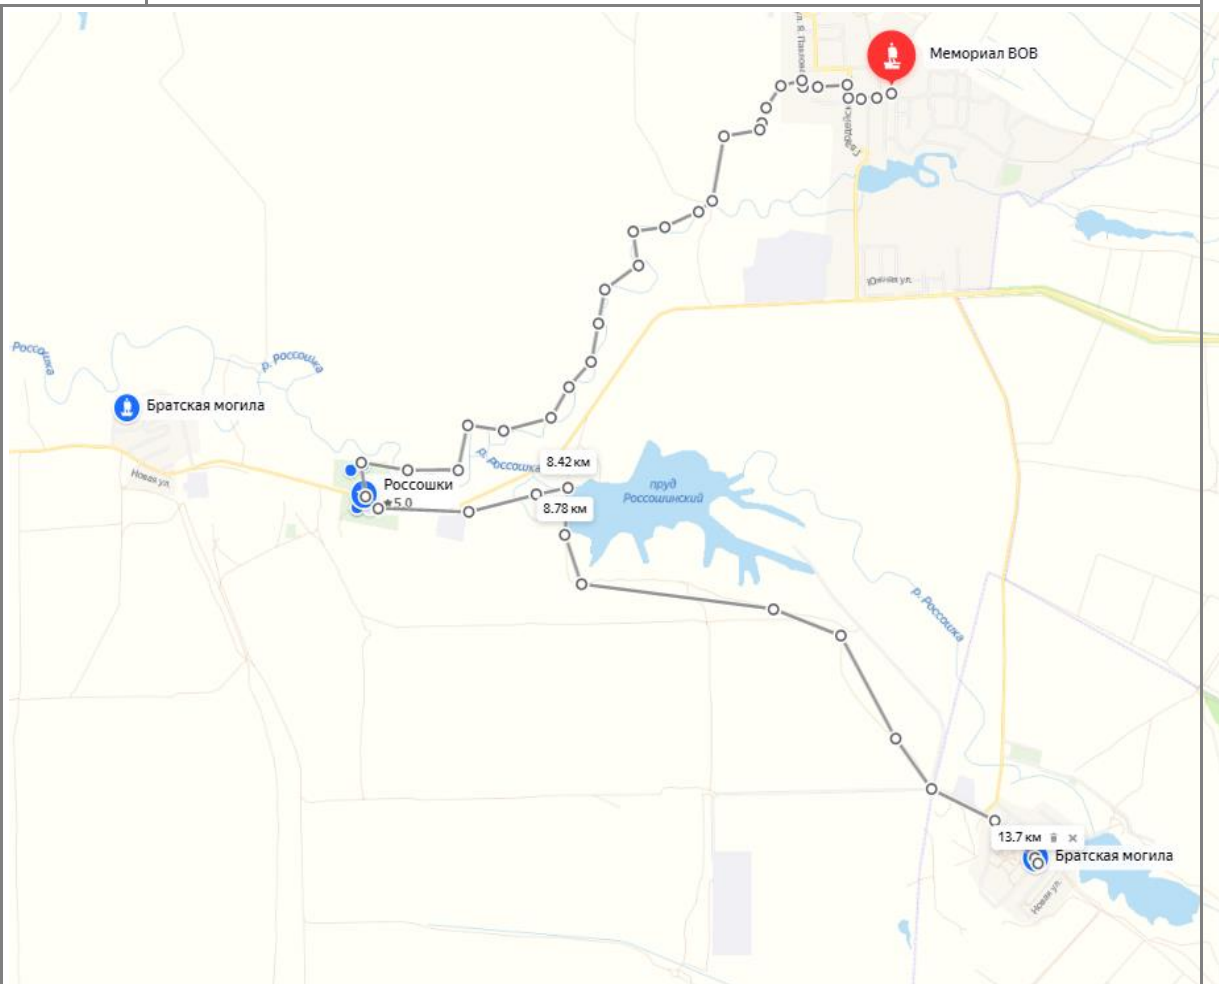 Мемориал ВОВ
Южная ул.
Россошка
р. Россошка
Братская могила
Новая ул.
р. Россошка
8.42 км
Россошки
5.0
8.78 км
пруд
Россошинский
р. Россошка
13.7 км
Братская могила
Новая ул.